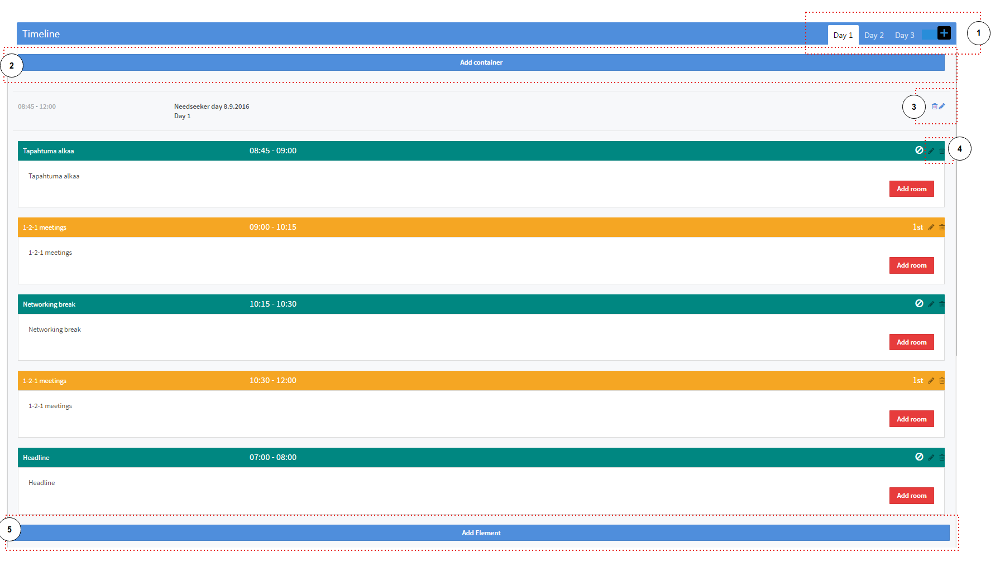 Timeline
Day 1 Day 2 Day 3 +
1
2
Add container
08:45 - 12:00
Needseeker day 8.9.2016
Day 1
3
Tapahtuma alkaa 08:45 - 09:00
4
Tapahtuma alkaa
Add room
1-2-1 meetings 09:00 - 10:15 1st
1-2-1 meetings
Add room
Networking break 10:15 - 10:30
Networking break
Add room
1-2-1 meetings 10:30 - 12:00 1st
1-2-1 meetings
Add room
Headline 07:00 - 08:00
Headline
Add room
5
Add Element